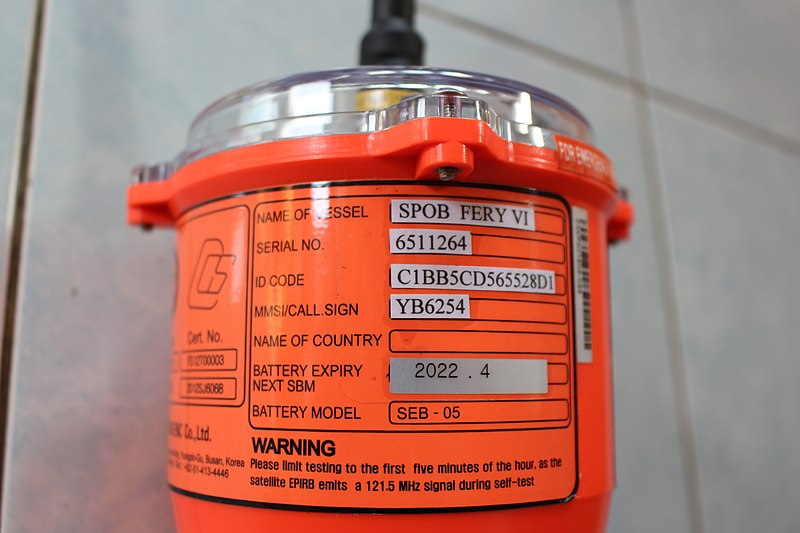 FOR EMERGEN
NAME OF VESSEL SPOB FERY VI
SERIAL NO. 6511264
ID CODE C1BB5CD565528D1
MMSI/CALL.SIGN YB6254
NAME OF COUNTRY
BATTERY EXPIRY
NEXT SBM 2022 . 4
BATTERY MODEL SEB - 05
WARNING
Please limit testing to the first five minutes of the hour, as the
satellite EPIRB emits a 121.5 MHz signal during self-test
Cert. No.
Co.,Ltd.
Busan, Korea